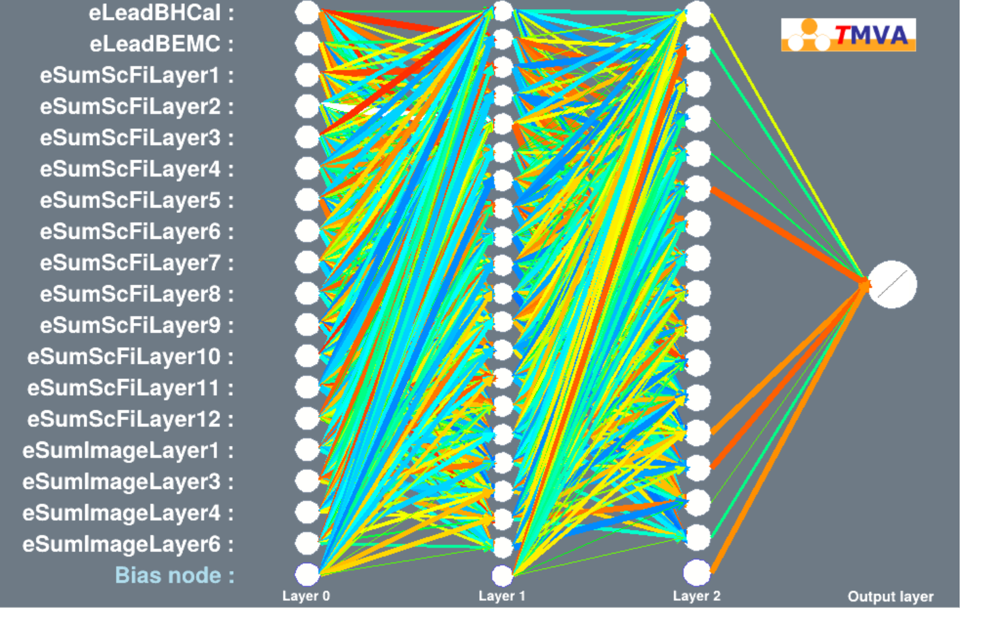 eLeadBHCal :
eLeadBEMC :
eSumScFiLayer1 :
eSumScFiLayer2 :
eSumScFiLayer3 :
eSumScFiLayer4 :
eSumScFiLayer5 :
eSumScFiLayer6 :
eSumScFiLayer7 :
eSumScFiLayer8 :
eSumScFiLayer9 :
eSumScFiLayer10 :
eSumScFiLayer11 :
eSumScFiLayer12 :
eSumImageLayer1 :
eSumImageLayer3 :
eSumImageLayer4 :
eSumImageLayer6 :
Bias node :
Layer 0
Layer 1
Layer 2
Output layer
TMVA